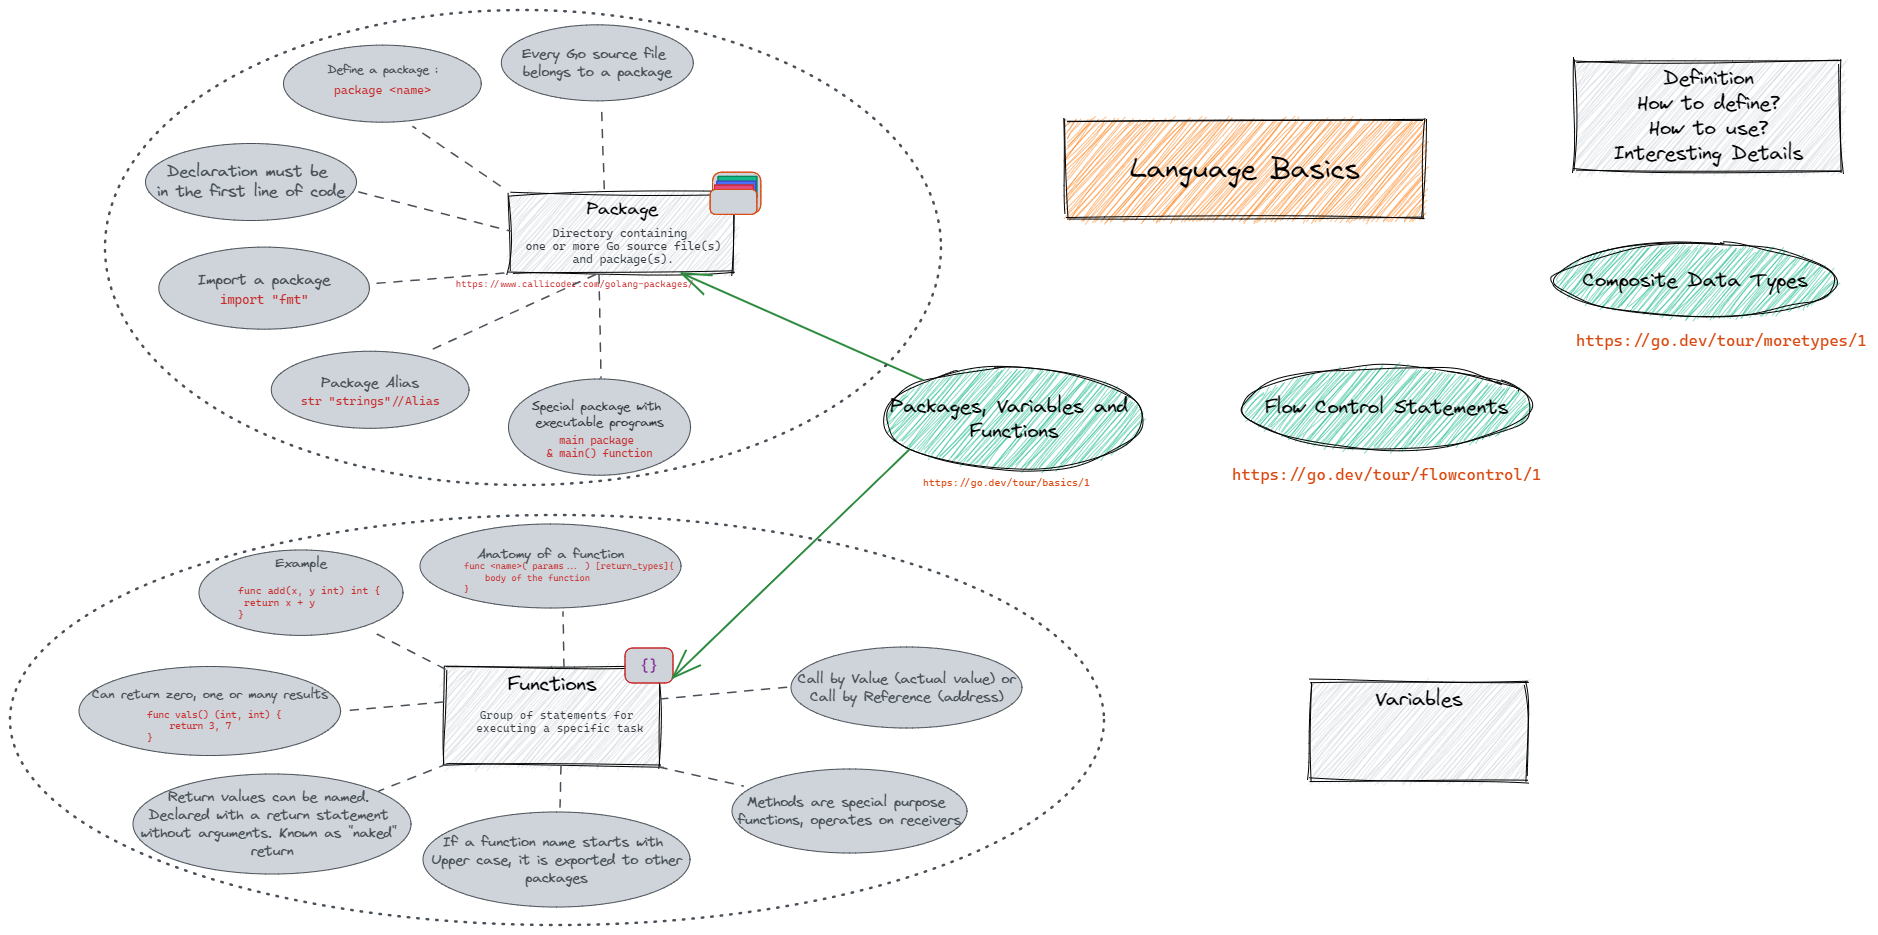 Every Go source file
belongs to a package
Define a package :
package <name>
Declaration must be
in the first line of code
Package
Directory containing
one or more Go source file(s)
and package(s).
https://www.callicoder.com/golang-packages/
Import a package
import "fmt"
Package Alias
str "strings"//Alias
Special package with
executable programs
main package
& main() function
Language Basics
Definition
How to define?
How to use?
Interesting Details
Composite Data Types
https://go.dev/tour/moretypes/1
Packages, Variables and
Functions
https://go.dev/tour/basics/1
Flow Control Statements
https://go.dev/tour/flowcontrol/1
Example
func add(x, y int) int {
return x + y
}
Anatomy of a function
func <name>( params... ) [return_types]{
body of the function
}
{}
Functions
Group of statements for
executing a specific task
Call by Value (actual value) or
Call by Reference (address)
Can return zero, one or many results
func vals() (int, int) {
return 3, 7
}
Return values can be named.
Declared with a return statement
without arguments. Known as "naked"
return
If a function name starts with
Upper case, it is exported to other
packages
Methods are special purpose
functions, operates on receivers
Variables